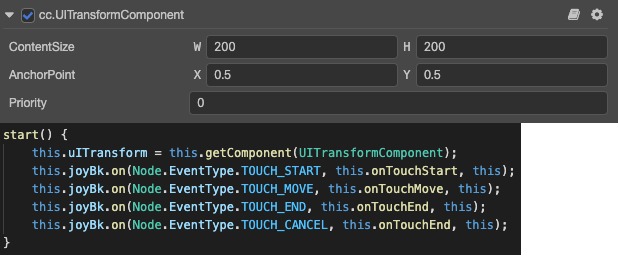 cc.UITransformComponent
ContentSize W 200 H 200
AnchorPoint X 0.5 Y 0.5
Priority 0
start() {
    this.uITransform = this.getComponent(UITransformComponent);
    this.joyBk.on(Node.EventType.TOUCH_START, this.onTouchStart, this);
    this.joyBk.on(Node.EventType.TOUCH_MOVE, this.onTouchMove, this);
    this.joyBk.on(Node.EventType.TOUCH_END, this.onTouchEnd, this);
    this.joyBk.on(Node.EventType.TOUCH_CANCEL, this.onTouchEnd, this);
}